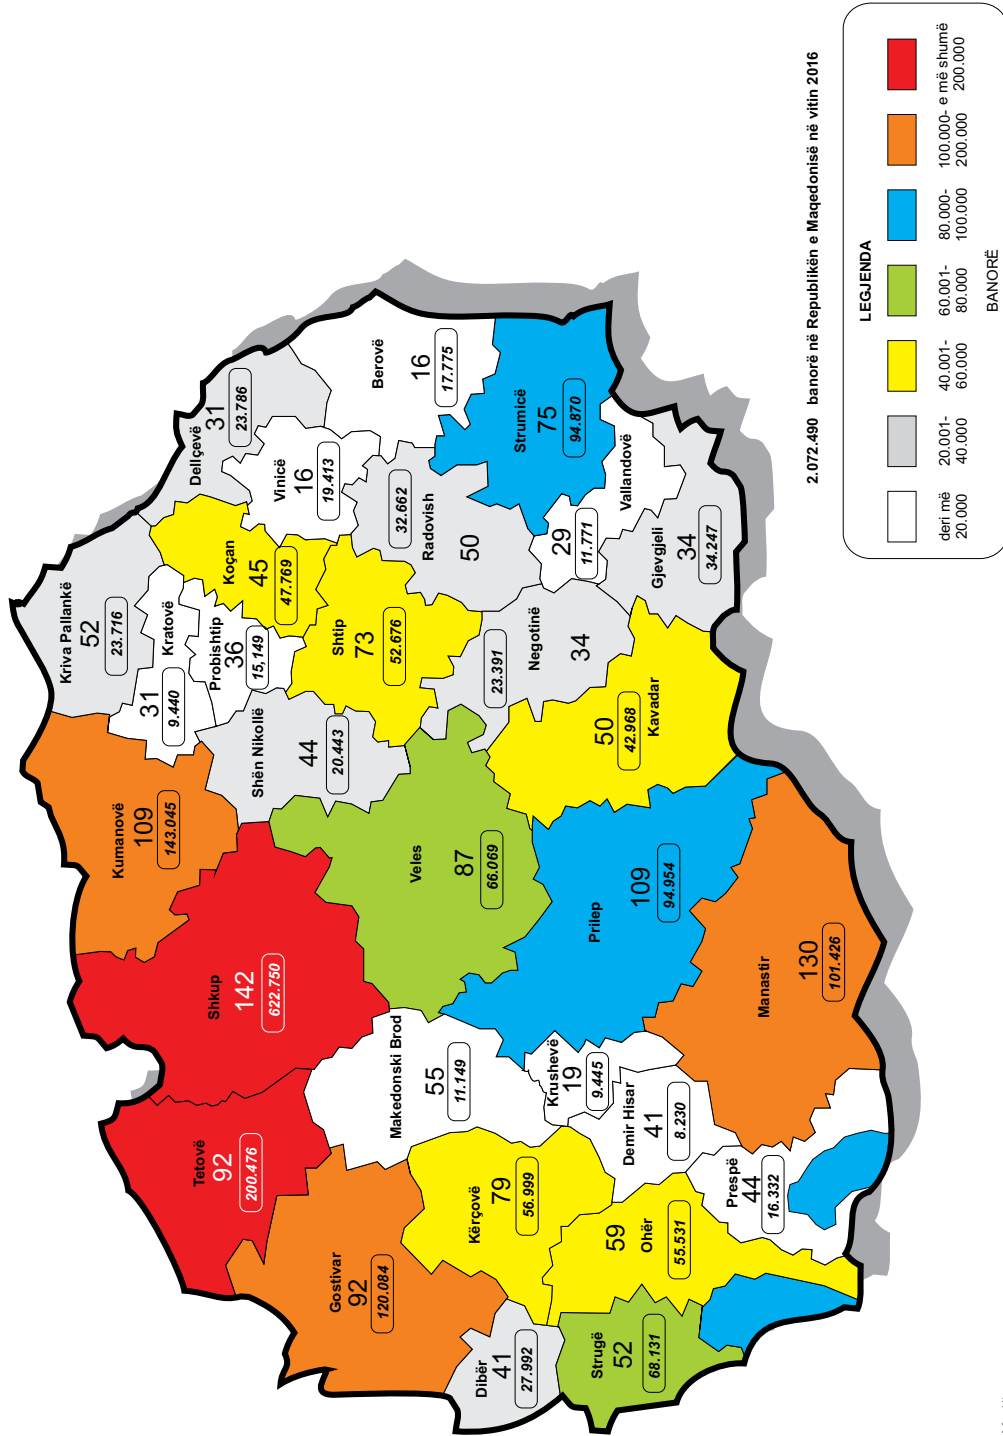 Kriva Pallankë
52
23.716
Kumanovë
109
143.045
31
9.440
Kratovë
Probishtip
36
15,149
Dellçevë
31
23.786
Koçan
45
47.769
Vinicë
16
19.413
Berovë
16
17.775
Tetovë
92
200.476
Shkup
142
622.750
Shën Nikollë
44
20.443
Shtip
73
52.676
32.662
Radovish
50
Strumicë
75
94.870
Gostivar
92
120.084
Makedonski Brod
55
11.149
Veles
87
66.069
23.391
Negotinë
34
29
11.771
Vallandovë
Dibër
41
27.992
Kërçovë
79
56.999
Krushevë
19
9.445
Prilep
109
94.954
50
42.968
Kavadar
Gjevgjeli
34
34.247
Strugë
52
68.131
59
Ohër
55.531
Demir Hisar
41
8.230
Prespë
44
16.332
Manastir
130
101.426
2.072.490 banorë në Republikën e Maqedonisë në vitin 2016
LEGJENDA
deri më
20.000
20.001-
40.000
40.001-
60.000
60.001-
80.000
80.000-
100.000
100.000-
200.000
e më shumë
200.000
BANORË